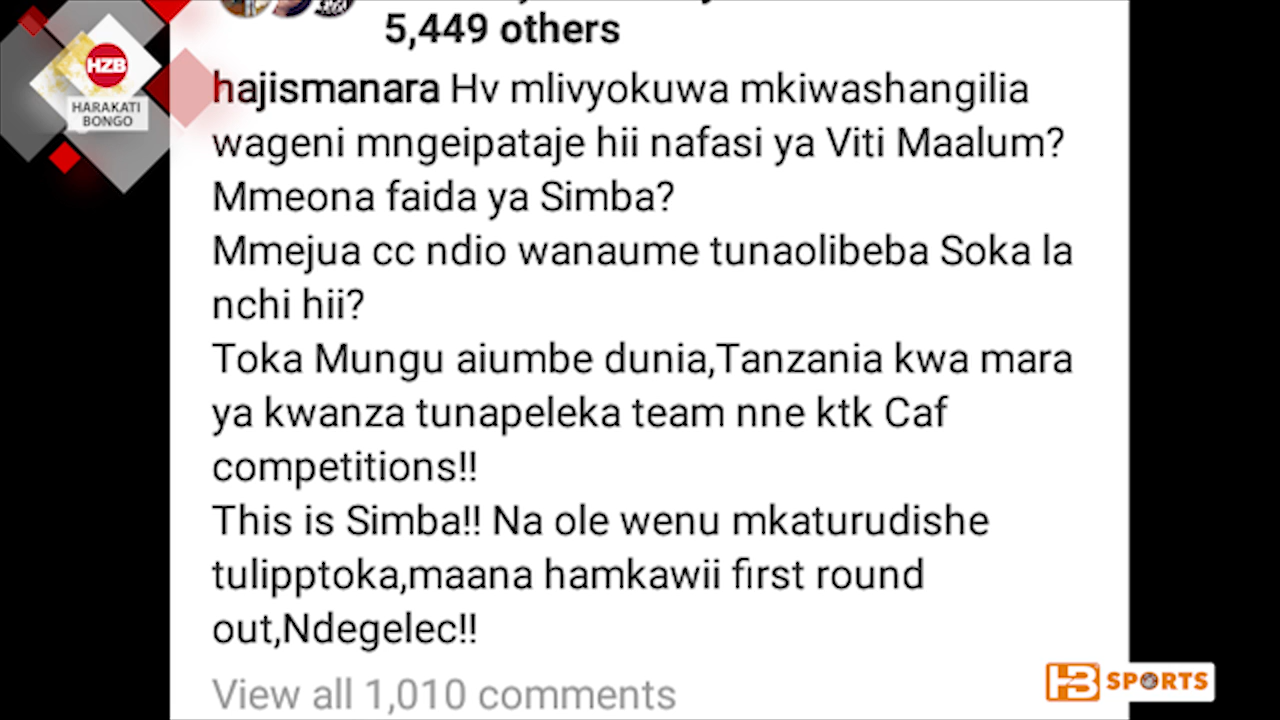 5,449 others
HZB
HARAKATI
BONGO
hajismanara Hv mlivyokuwa mkiwashangilia
wageni mngeipataje hii nafasi ya Viti Maalum?
Mmeona faida ya Simba?
Mmejua cc ndio wanaume tunaolibeba Soka la
nchi hii?
Toka Mungu aiumbe dunia,Tanzania kwa mara
ya kwanza tunapeleka team nne ktk Caf
competitions!!
This is Simba!! Na ole wenu mkaturudishe
tulipptoka,maana hamkawii first round
out,Ndegelec!!
View all 1,010 comments
HB SPORTS